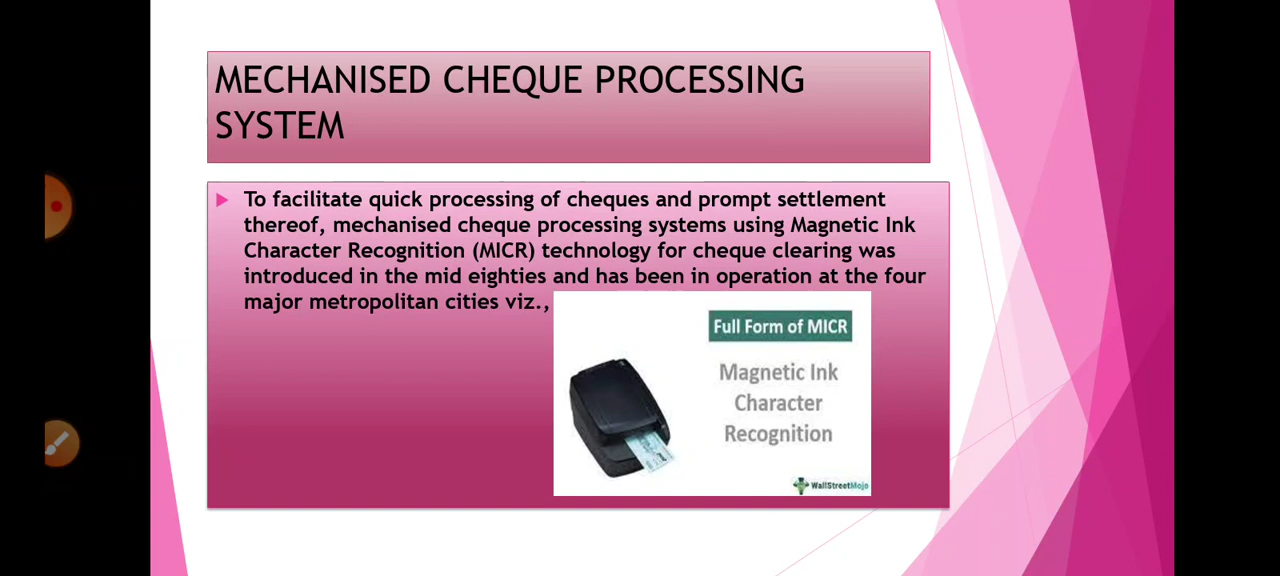 MECHANISED CHEQUE PROCESSING
SYSTEM
To facilitate quick processing of cheques and prompt settlement
thereof, mechanised cheque processing systems using Magnetic Ink
Character Recognition (MICR) technology for cheque clearing was
introduced in the mid eighties and has been in operation at the four
major metropolitan cities viz.,
Full Form of MICR
Magnetic Ink
Character
Recognition
WallStreetMojo